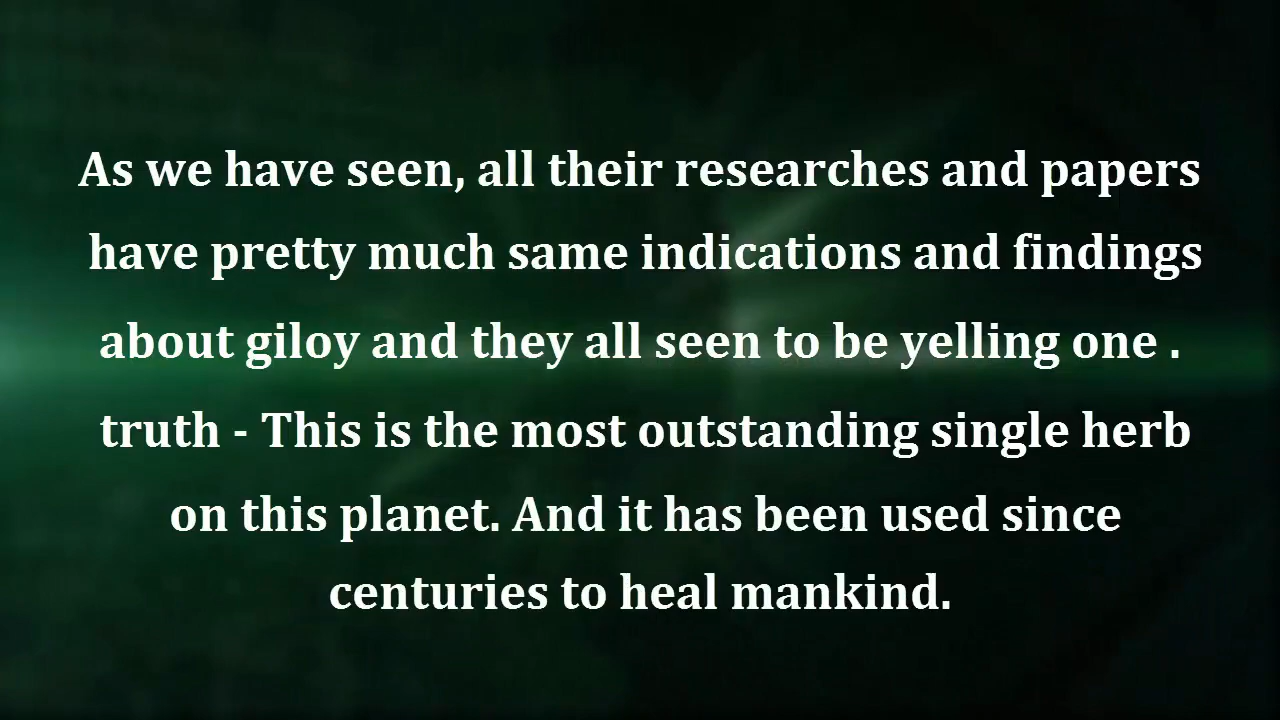 As we have seen, all their researches and papers
have pretty much same indications and findings
about giloy and they all seen to be yelling one .
truth - This is the most outstanding single herb
on this planet. And it has been used since
centuries to heal mankind.